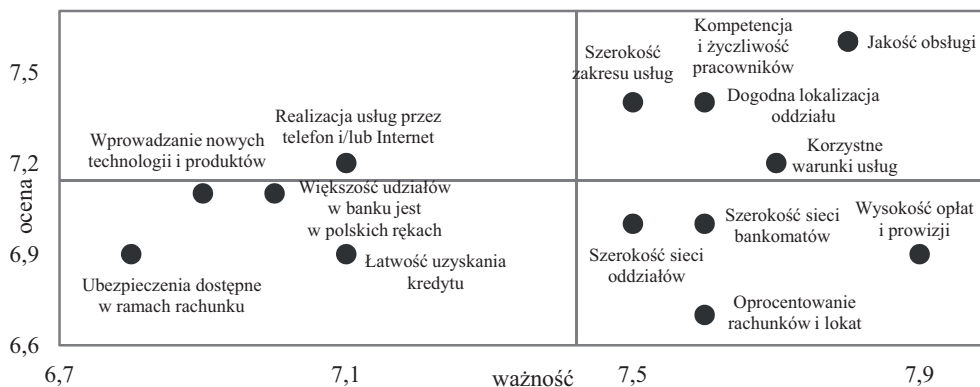 Kompetencja
i życzliwość
pracowników
Jakość obsługi
Szerokość
zakresu usług
7,5
Dogodna lokalizacja
oddziału
Realizacja usług przez
telefon i/lub Internet
Wprowadzanie nowych
technologii i produktów
Korzystne
warunki usług
7,2
ocena
Większość udziałów
w banku jest
w polskich rękach
Szerokość sieci
bankomatów
Wysokość opłat
i prowizji
6,9
Łatwość uzyskania
kredytu
Szerokość sieci
oddziałów
Ubezpieczenia dostępne
w ramach rachunku
Oprocentowanie
rachunków i lokat
6,6
6,7
7,1
ważność
7,5
7,9